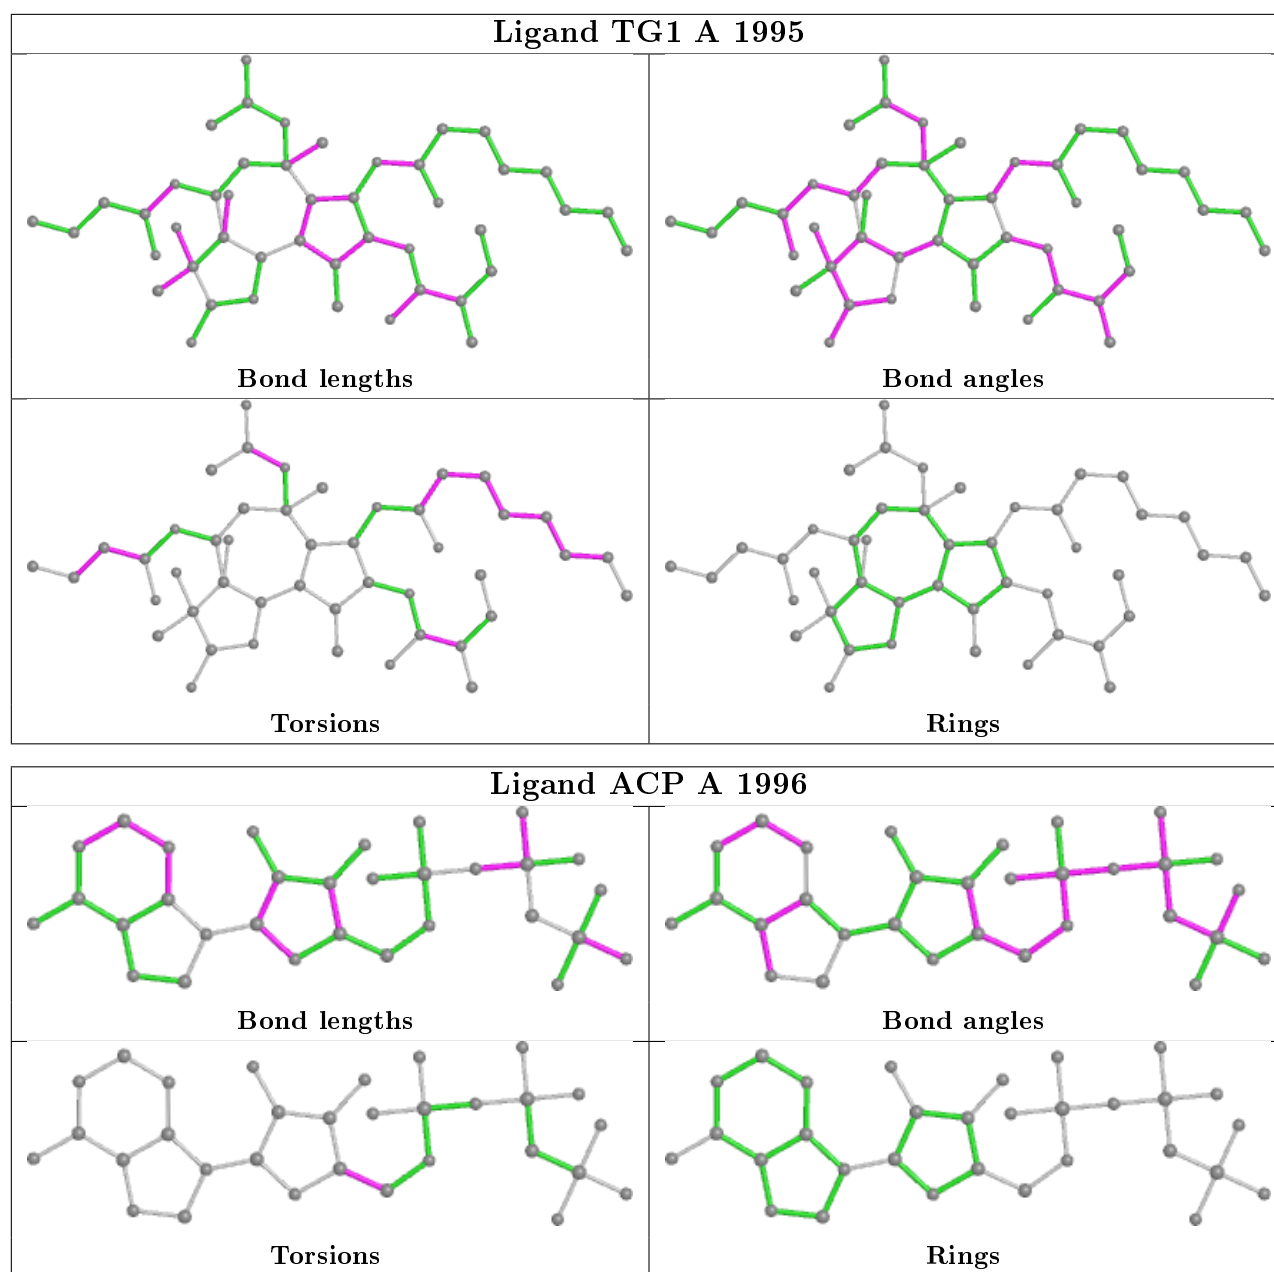 Ligand TG1 A 1995
Bond lengths
Bond angles
Torsions
Rings
Ligand ACP A 1996
Bond lengths
Bond angles
Torsions
Rings